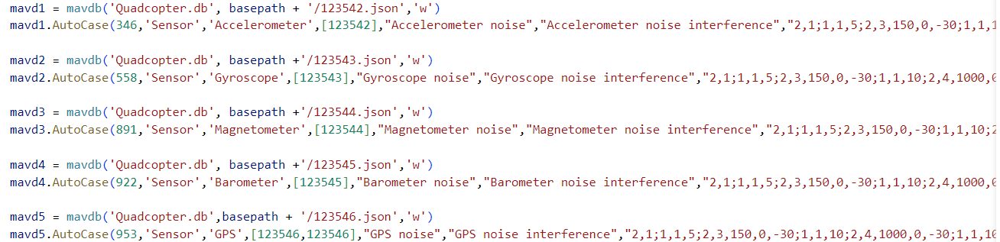 mavd1 = mavdb('Quadcopter.db', basepath + '/123542.json','w')
mavd1.AutoCase(346,'Sensor','Accelerometer',[123542],"Accelerometer noise","Accelerometer noise interference","2,1;1,1,5;2,3,150,0,-30;1,1,1
mavd2 = mavdb('Quadcopter.db', basepath +'/123543.json','w')
mavd2.AutoCase(558,'Sensor','Gyroscope',[123543],"Gyroscope noise","Gyroscope noise interference","2,1;1,1,5;2,3,150,0,-30;1,1,10;2,4,1000,0
mavd3 = mavdb('Quadcopter.db', basepath +'/123544.json','w')
mavd3.AutoCase(891,'Sensor','Magnetometer',[123544],"Magnetometer noise","Magnetometer noise interference","2,1;1,1,5;2,3,150,0,-30;1,1,10;2
mavd4 = mavdb('Quadcopter.db', basepath +'/123545.json','w')
mavd4.AutoCase(922,'Sensor','Barometer',[123545],"Barometer noise","Barometer noise interference","2,1;1,1,5;2,3,150,0,-30;1,1,10;2,4,1000,0
mavd5 = mavdb('Quadcopter.db',basepath + '/123546.json','w')
mavd5.AutoCase(953,'Sensor','GPS',[123546,123546],"GPS noise","GPS noise interference","2,1;1,1,5;2,3,150,0,-30;1,1,10;2,4,1000,0,-30;1,1,10